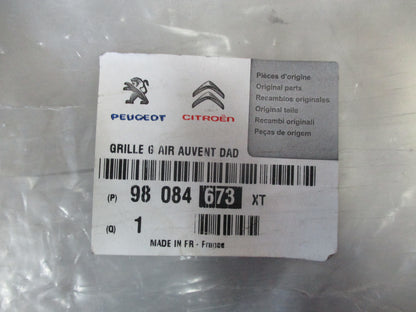 PEUGEOT CITROËN
Pièces d'origine
Original parts
Recambios originales
Original teile
Recambi originali
Peças de origem
GRILLE G AIR AUVENT DAD
(P) 98 084 673 XT
(Q) 1
MADE IN FR - France